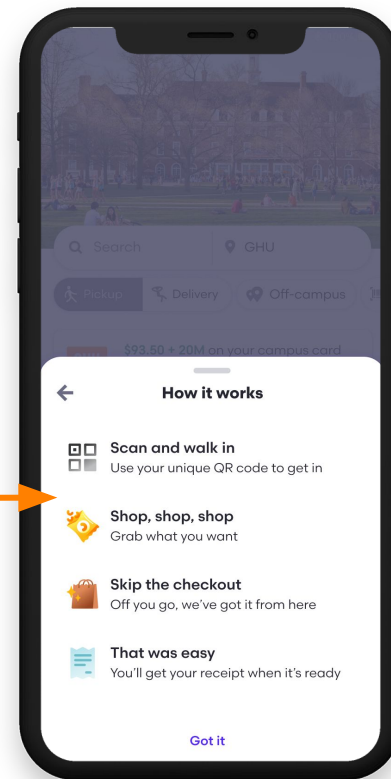 Search
GHU
Pickup
Delivery
Off-campus
$93.50 + 20M on your campus card
How it works
Scan and walk in
Use your unique QR code to get in
Shop, shop, shop
Grab what you want
Skip the checkout
Off you go, we've got it from here
That was easy
You'll get your receipt when it's ready
Got it